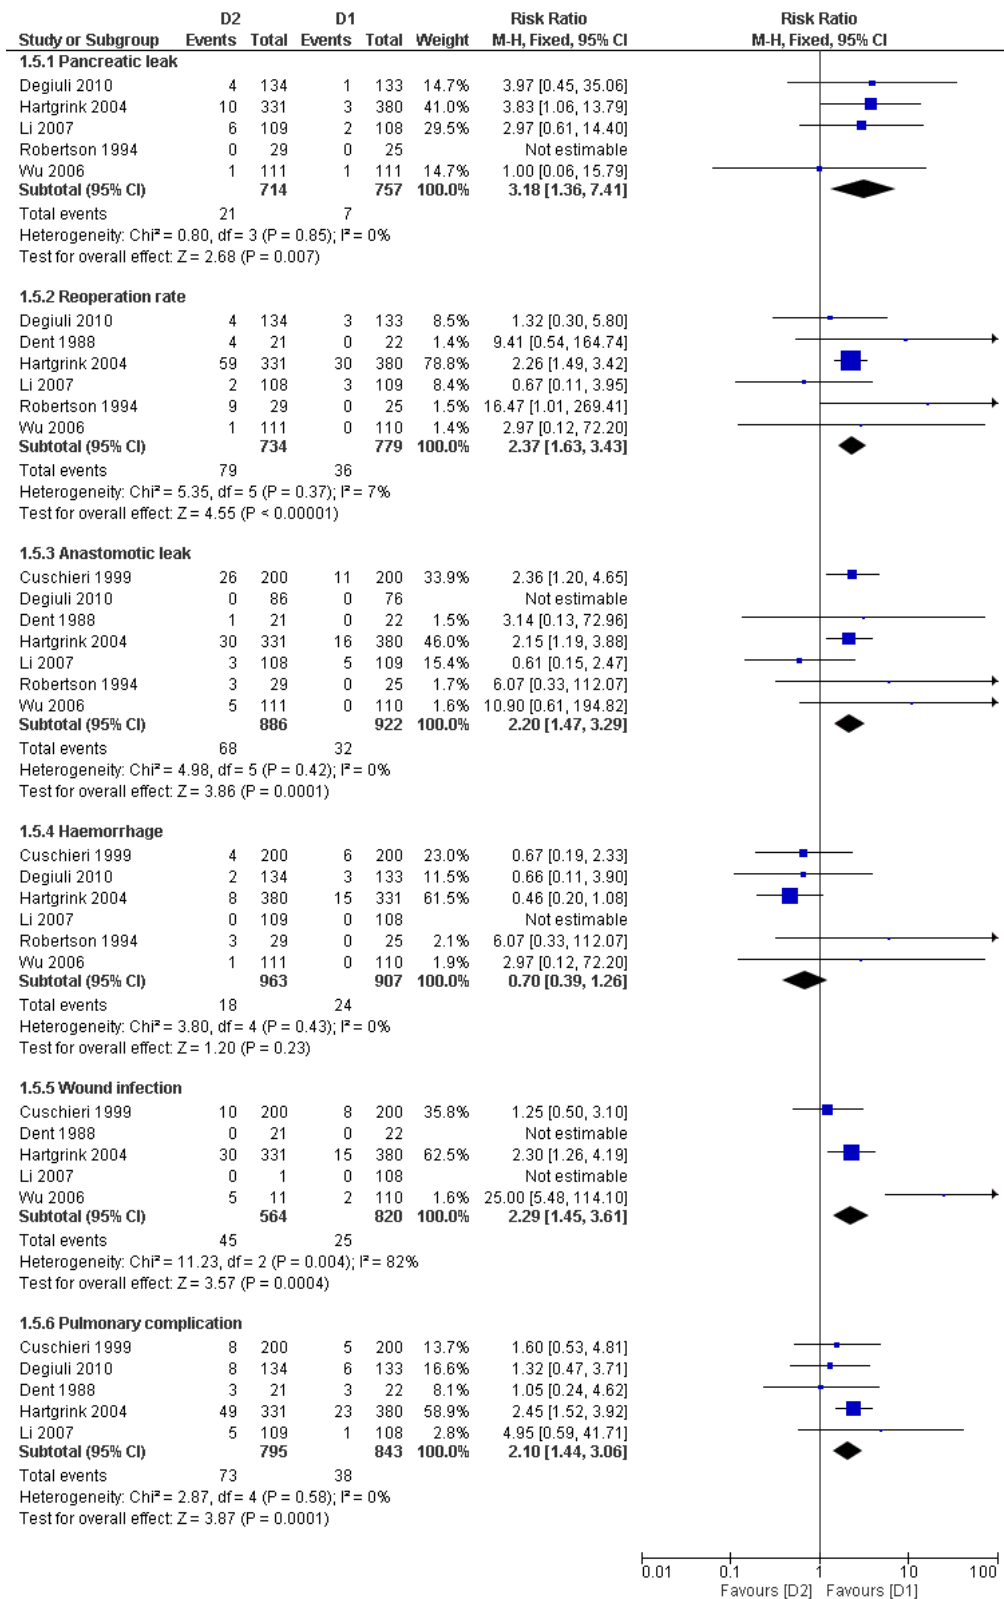 D2 D1 Risk Ratio Risk Ratio
Study or Subgroup Events Total Events Total Weight M-H, Fixed, 95% CI M-H, Fixed, 95% CI
1.5.1 Pancreatic leak
Degiuli 2010 4 134 1 133 14.7% 3.97 [0.45, 35.06]
Hartgrink 2004 10 331 3 380 41.0% 3.83 [1.06, 13.79]
Li 2007 6 109 2 108 29.5% 2.97 [0.61, 14.40]
Robertson 1994 0 29 0 25 Not estimable
Wu 2006 1 111 1 111 14.7% 1.00 [0.06, 15.79]
Subtotal (95% CI) 714 757 100.0% 3.18 [1.36, 7.41]
Total events 21 7
Heterogeneity: Chi² = 0.80, df = 3 (P = 0.85); I² = 0%
Test for overall effect: Z = 2.68 (P = 0.007)
1.5.2 Reoperation rate
Degiuli 2010 4 134 3 133 8.5% 1.32 [0.30, 5.80]
Dent 1988 4 21 0 22 1.4% 9.41 [0.54, 164.74]
Hartgrink 2004 59 331 30 380 78.8% 2.26 [1.49, 3.42]
Li 2007 2 108 3 109 8.4% 0.67 [0.11, 3.95]
Robertson 1994 9 29 0 25 1.5% 16.47 [1.01, 269.41]
Wu 2006 1 111 0 110 1.4% 2.97 [0.12, 72.20]
Subtotal (95% CI) 734 779 100.0% 2.37 [1.63, 3.43]
Total events 79 36
Heterogeneity: Chi² = 5.35, df = 5 (P = 0.37); I² = 7%
Test for overall effect: Z = 4.55 (P < 0.00001)
1.5.3 Anastomotic leak
Cuschieri 1999 26 200 11 200 33.9% 2.36 [1.20, 4.65]
Degiuli 2010 0 86 0 76 Not estimable
Dent 1988 1 21 0 22 1.5% 3.14 [0.13, 72.96]
Hartgrink 2004 30 331 16 380 46.0% 2.15 [1.19, 3.88]
Li 2007 3 108 5 109 15.4% 0.61 [0.15, 2.47]
Robertson 1994 3 29 0 25 1.7% 6.07 [0.33, 112.07]
Wu 2006 5 111 0 110 1.6% 10.90 [0.61, 194.82]
Subtotal (95% CI) 886 922 100.0% 2.20 [1.47, 3.29]
Total events 68 32
Heterogeneity: Chi² = 4.98, df = 5 (P = 0.42); I² = 0%
Test for overall effect: Z = 3.86 (P = 0.0001)
1.5.4 Haemorrhage
Cuschieri 1999 4 200 6 200 23.0% 0.67 [0.19, 2.33]
Degiuli 2010 2 134 3 133 11.5% 0.66 [0.11, 3.90]
Hartgrink 2004 8 380 15 331 61.5% 0.46 [0.20, 1.08]
Li 2007 0 109 0 108 Not estimable
Robertson 1994 3 29 0 25 2.1% 6.07 [0.33, 112.07]
Wu 2006 1 111 0 110 1.9% 2.97 [0.12, 72.20]
Subtotal (95% CI) 963 907 100.0% 0.70 [0.39, 1.26]
Total events 18 24
Heterogeneity: Chi² = 3.80, df = 4 (P = 0.43); I² = 0%
Test for overall effect: Z = 1.20 (P = 0.23)
1.5.5 Wound infection
Cuschieri 1999 10 200 8 200 35.8% 1.25 [0.50, 3.10]
Dent 1988 0 21 0 22 Not estimable
Hartgrink 2004 30 331 15 380 62.5% 2.30 [1.26, 4.19]
Li 2007 0 1 0 108 Not estimable
Wu 2006 5 11 2 110 1.6% 25.00 [5.48, 114.10]
Subtotal (95% CI) 564 820 100.0% 2.29 [1.45, 3.61]
Total events 45 25
Heterogeneity: Chi² = 11.23, df = 2 (P = 0.004); I² = 82%
Test for overall effect: Z = 3.57 (P = 0.0004)
1.5.6 Pulmonary complication
Cuschieri 1999 8 200 5 200 13.7% 1.60 [0.53, 4.81]
Degiuli 2010 8 134 6 133 16.6% 1.32 [0.47, 3.71]
Dent 1988 3 21 3 22 8.1% 1.05 [0.24, 4.62]
Hartgrink 2004 49 331 23 380 58.9% 2.45 [1.52, 3.92]
Li 2007 5 109 1 108 2.8% 4.95 [0.59, 41.71]
Subtotal (95% CI) 795 843 100.0% 2.10 [1.44, 3.06]
Total events 73 38
Heterogeneity: Chi² = 2.87, df = 4 (P = 0.58); I² = 0%
Test for overall effect: Z = 3.87 (P = 0.0001)
0.01 0.1 1 10 100
Favours [D2] Favours [D1]